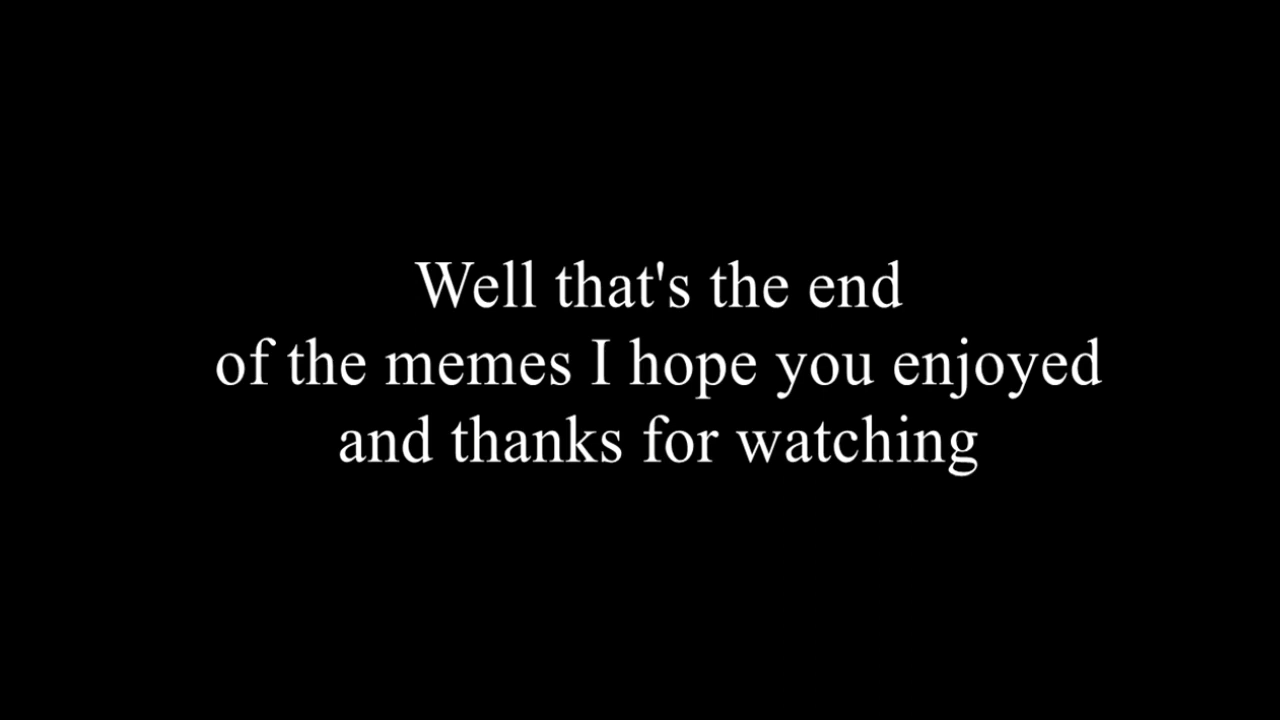 Well that's the end
of the memes I hope you enjoyed
and thanks for watching